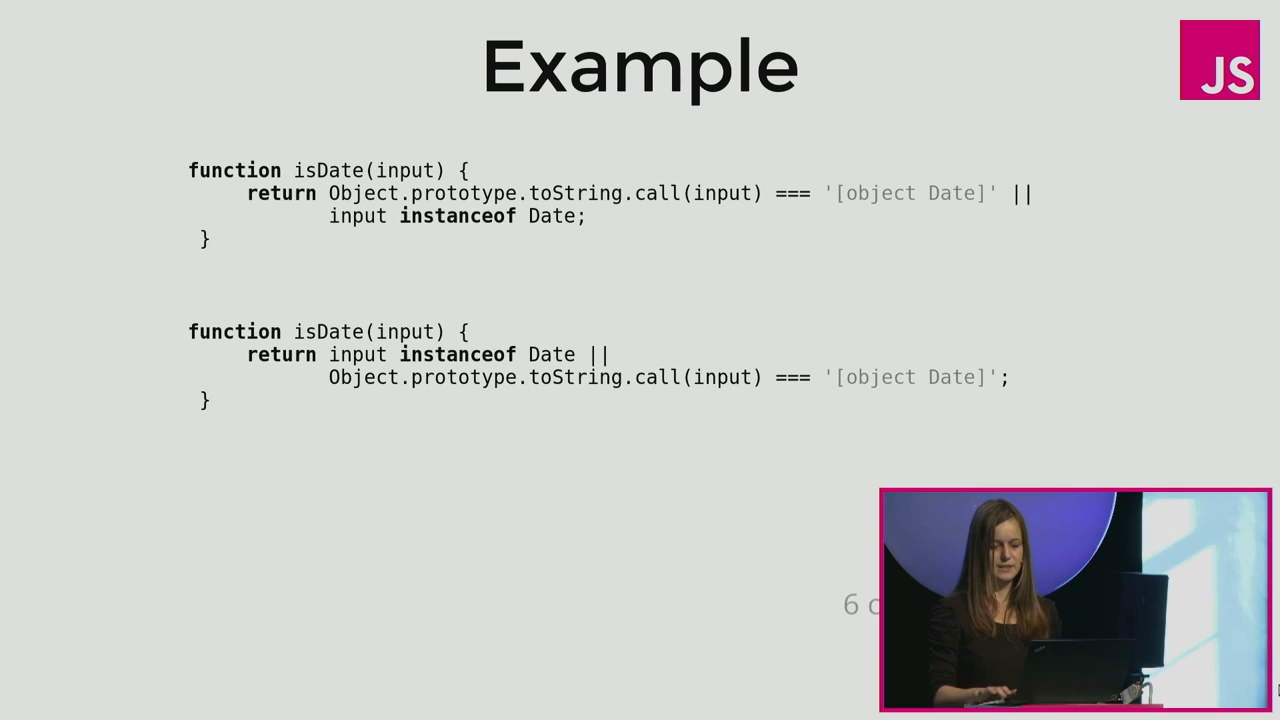 Example
JS
function isDate(input) {
return Object.prototype.toString.call(input) === '[object Date]' ||
input instanceof Date;
}
function isDate(input) {
return input instanceof Date ||
Object.prototype.toString.call(input) === '[object Date]';
}
6